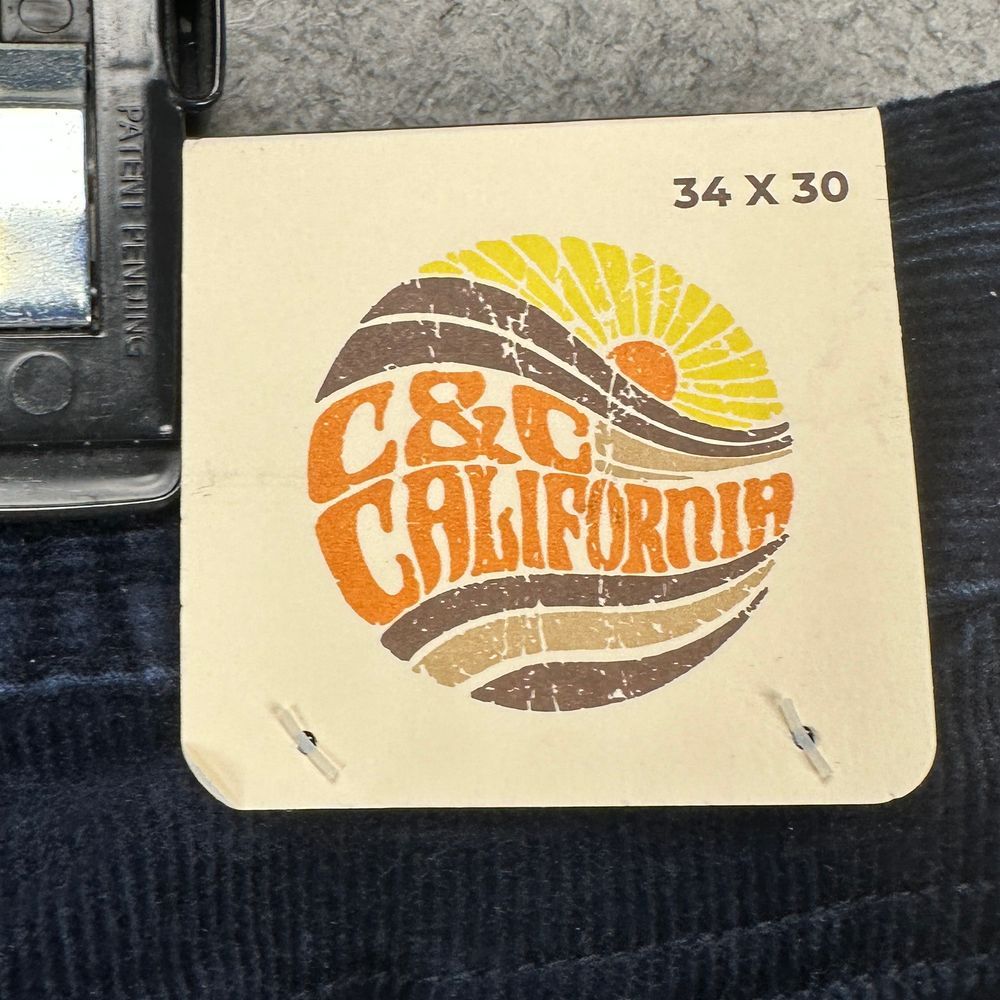 PATENT PENDING
34 X 30
C&C
CALIFORNIA